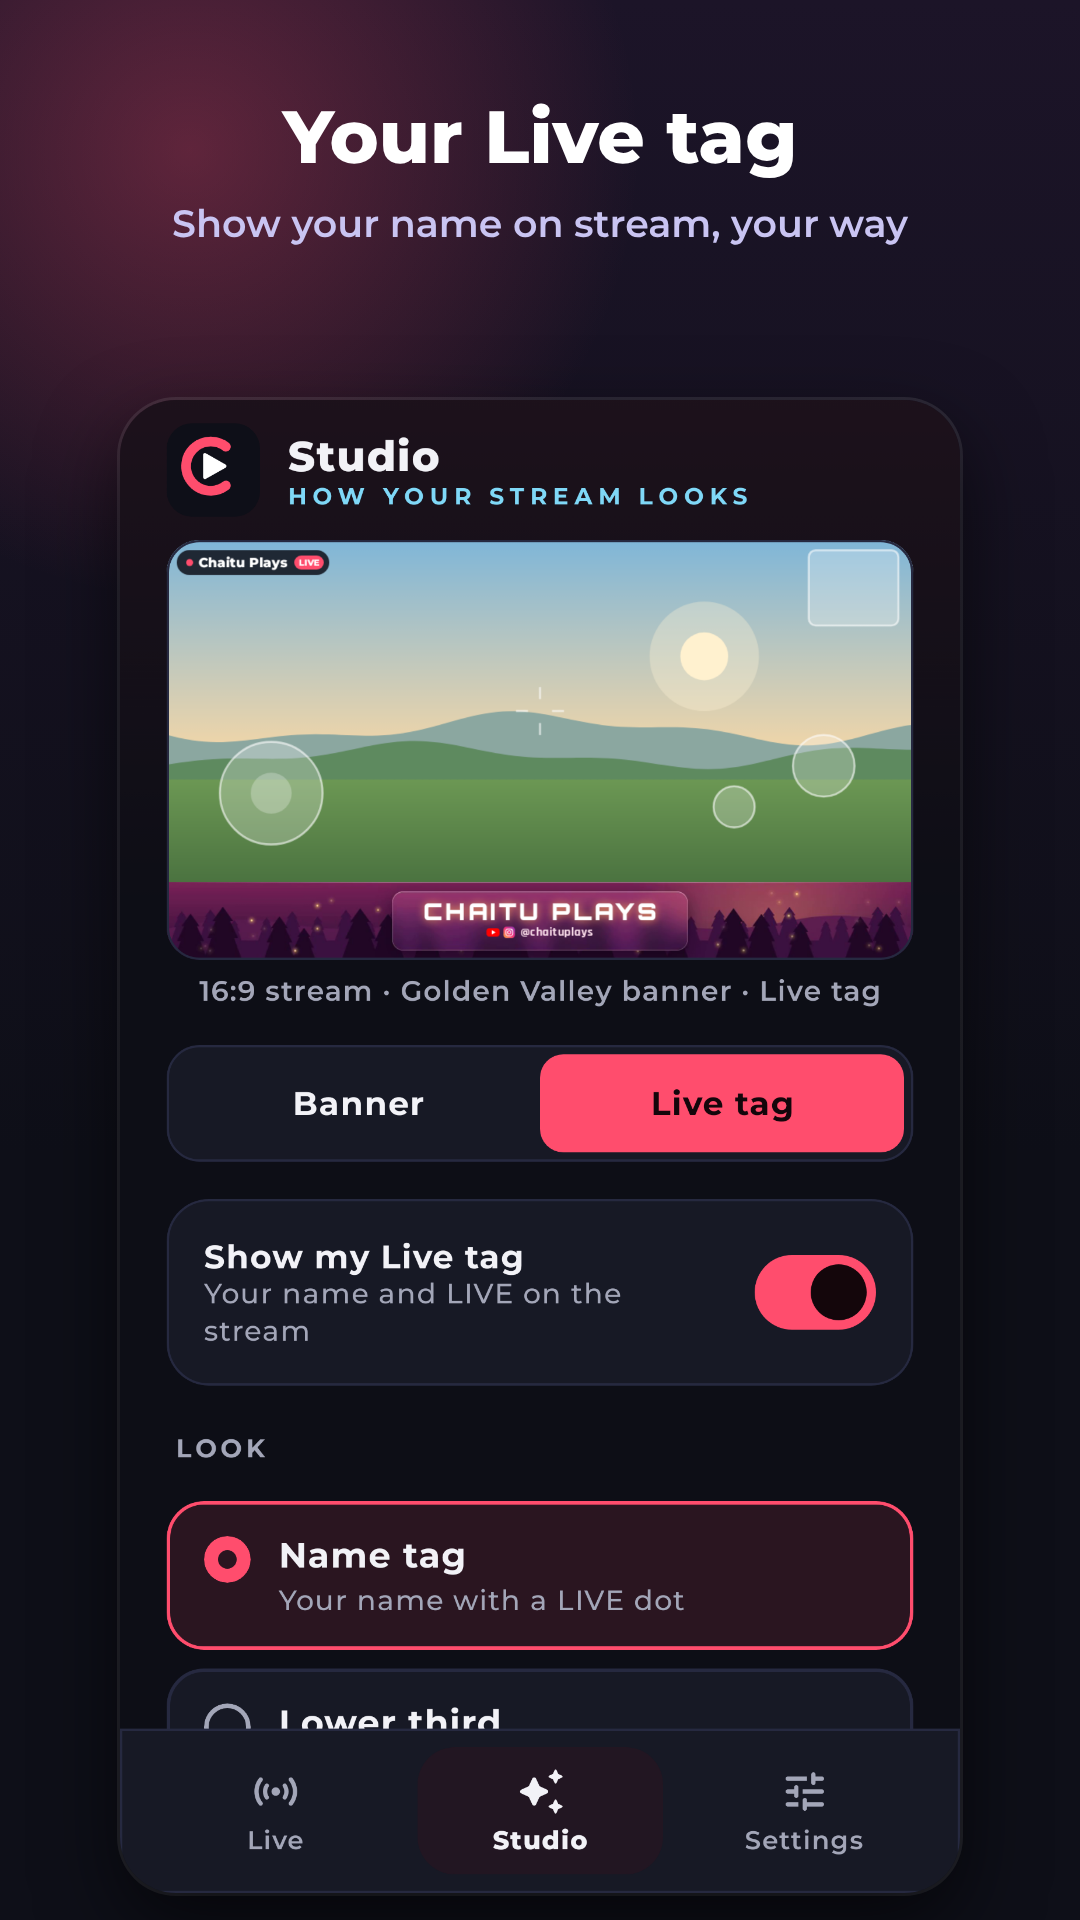 Your Live tag
Show your name on stream, your way
Studio
HOW YOUR STREAM LOOKS
Chaitu Plays LIVE
CHAITU PLAYS
@chaituplays
16:9 stream · Golden Valley banner · Live tag
Banner
Live tag
Show my Live tag
Your name and LIVE on the
stream
LOOK
Name tag
Your name with a LIVE dot
Lower third
Live
Studio
Settings